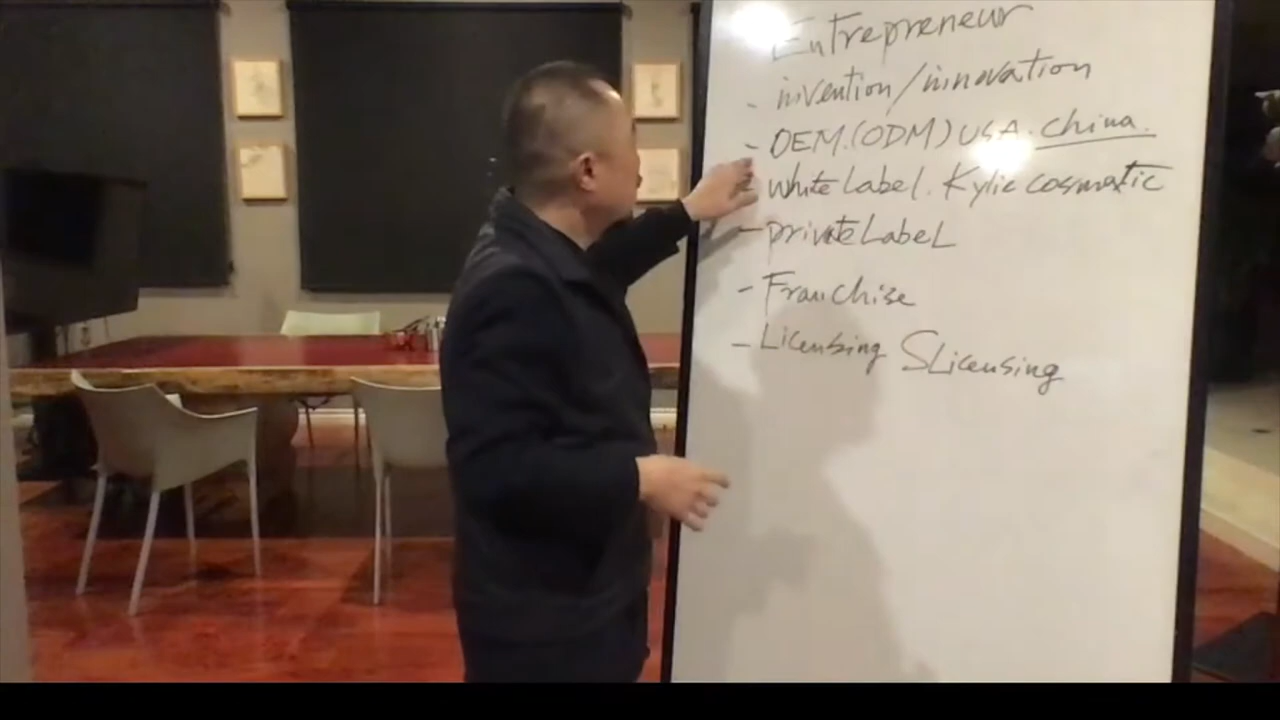 Entrepreneur
- invention/innovation
- OEM.(ODM) USA. China.
- white Label. Kylie cosmatic
- private Label
- Franchise
- Licensing SLicensing